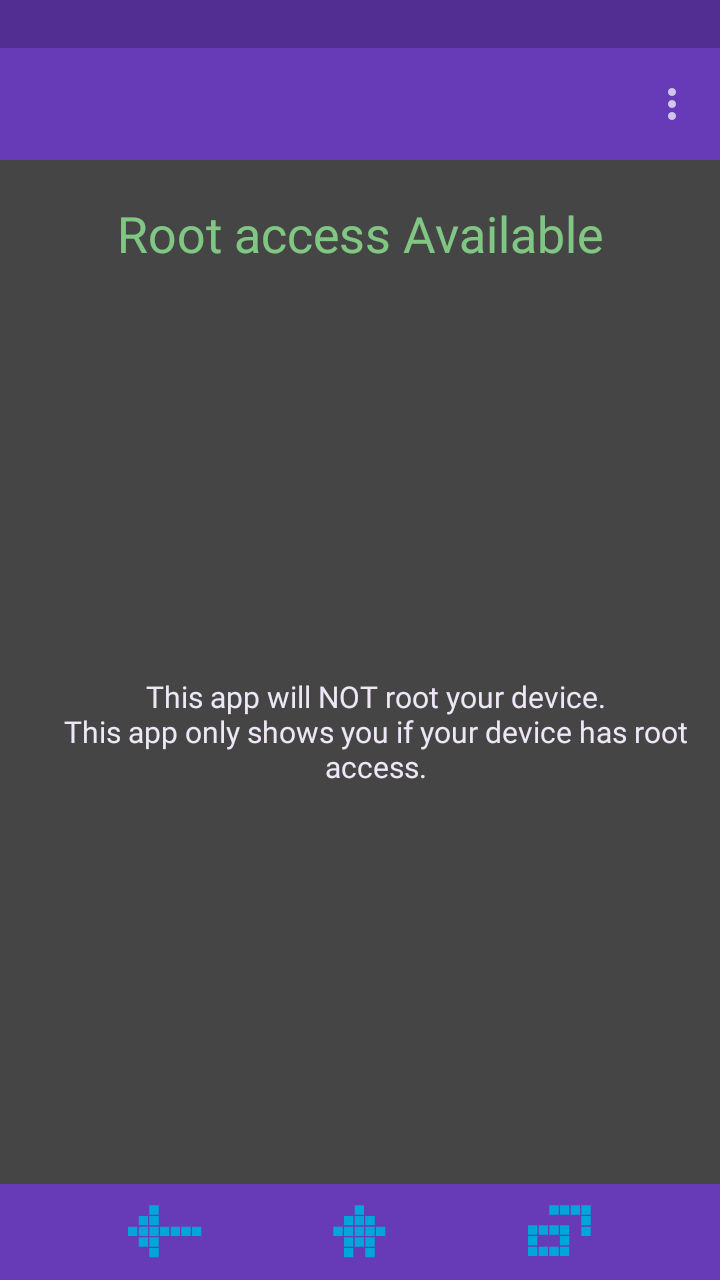 Root access Available
This app will NOT root your device.
This app only shows you if your device has root
access.